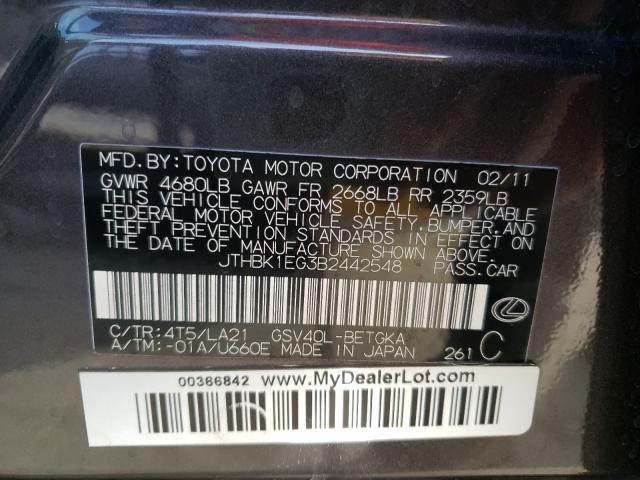 MFD.BY:TOYOTA MOTOR CORPORATION 02/11
GVWR 4680LB GAWR FR 2668LB RR 2359LB
THIS VEHICLE CONFORMS TO ALL APPLICABLE
FEDERAL MOTOR VEHICLE SAFETY,BUMPER,AND
THEFT PREVENTION STANDARDS IN EFFECT
ON THE DATE OF MANUFACTURE SHOWN ABOVE.
JTHBK1EG3B2442548 PASS.CAR
C/TR:4T5/LA21 GSV40L-BETGKA
A/TM:-01A/U660E MADE IN JAPAN 261 C
00366842 www.MyDealerLot.com